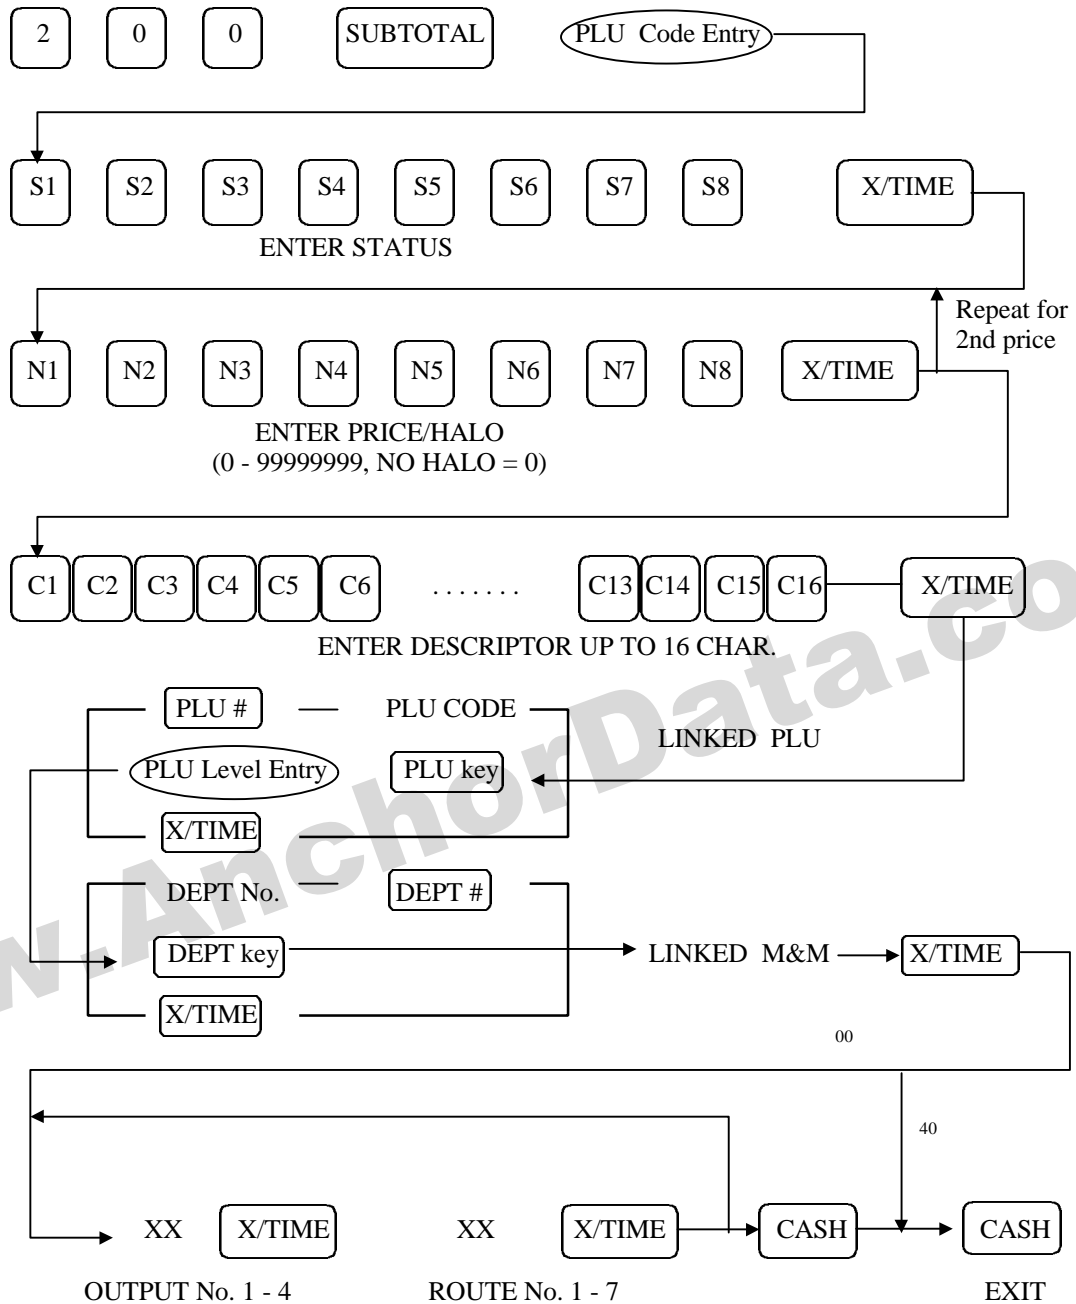 2 0 0 SUBTOTAL PLU Code Entry
S1 S2 S3 S4 S5 S6 S7 S8 X/TIME
ENTER STATUS
Repeat for
2nd price
N1 N2 N3 N4 N5 N6 N7 N8 X/TIME
ENTER PRICE/HALO
(0 - 99999999, NO HALO = 0)
C1 C2 C3 C4 C5 C6 ....... C13 C14 C15 C16 X/TIME
ENTER DESCRIPTOR UP TO 16 CHAR.
PLU # PLU CODE
LINKED PLU
PLU Level Entry PLU key
X/TIME
DEPT No. DEPT #
DEPT key LINKED M&M X/TIME
X/TIME
00
40
XX X/TIME XX X/TIME CASH CASH
OUTPUT No. 1 - 4 ROUTE No. 1 - 7 EXIT
w.AnchorData.co